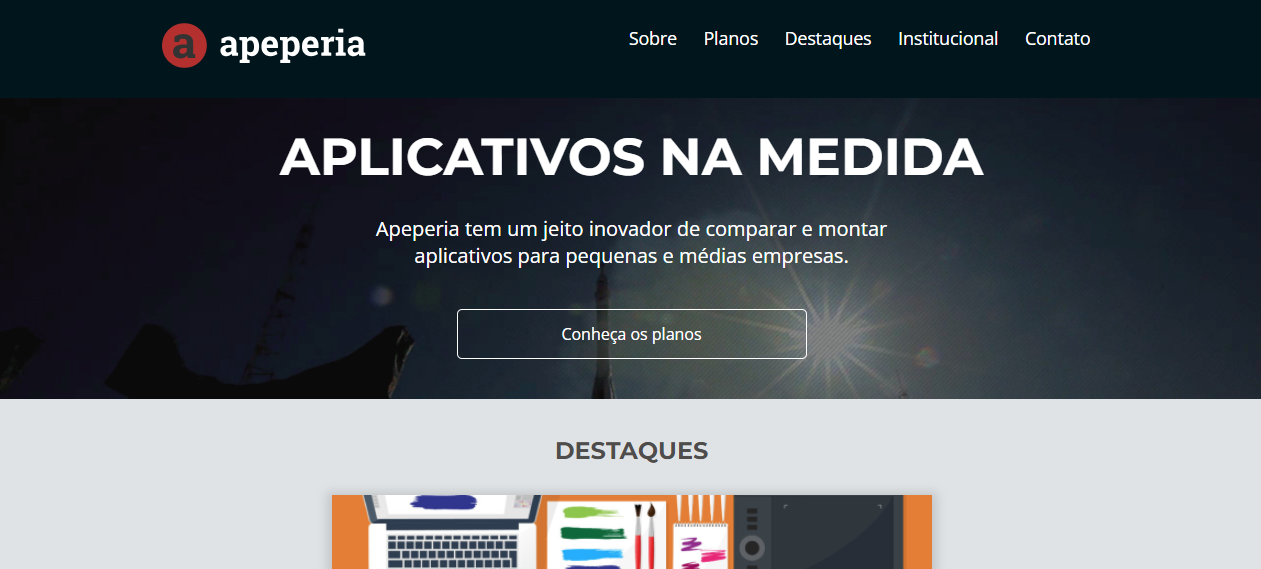 a apeperia
Sobre Planos Destaques Institucional Contato
APLICATIVOS NA MEDIDA
Apeperia tem um jeito inovador de comparar e montar
aplicativos para pequenas e médias empresas.
Conheça os planos
DESTAQUES